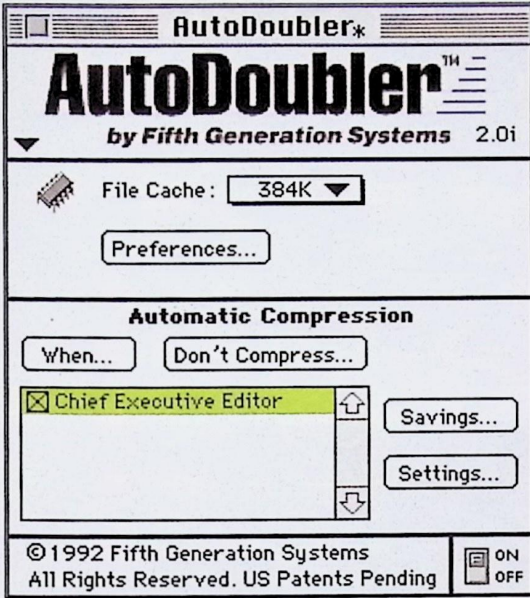 AutoDoubler*
AutoDoubler™
by Fifth Generation Systems 2.0i
File Cache: 384K
Preferences...
Automatic Compression
When... Don't Compress...
Chief Executive Editor
Savings...
Settings...
©1992 Fifth Generation Systems
All Rights Reserved. US Patents Pending
ON
OFF